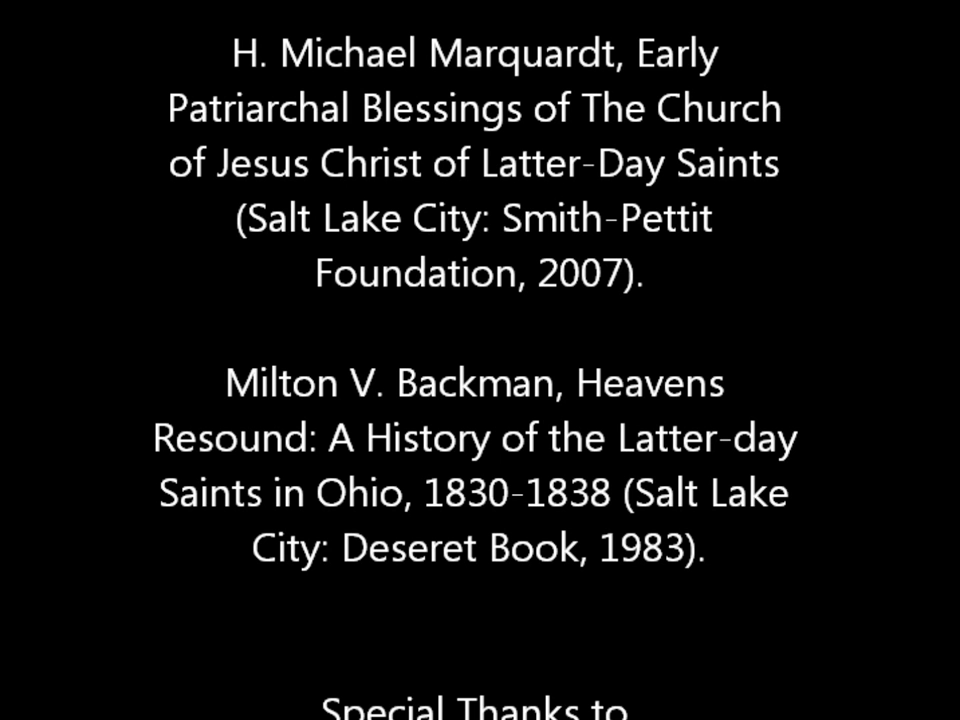 H. Michael Marquardt, Early
Patriarchal Blessings of The Church
of Jesus Christ of Latter-Day Saints
(Salt Lake City: Smith-Pettit
Foundation, 2007).
Milton V. Backman, Heavens
Resound: A History of the Latter-day
Saints in Ohio, 1830-1838 (Salt Lake
City: Deseret Book, 1983).
Special Thanks to